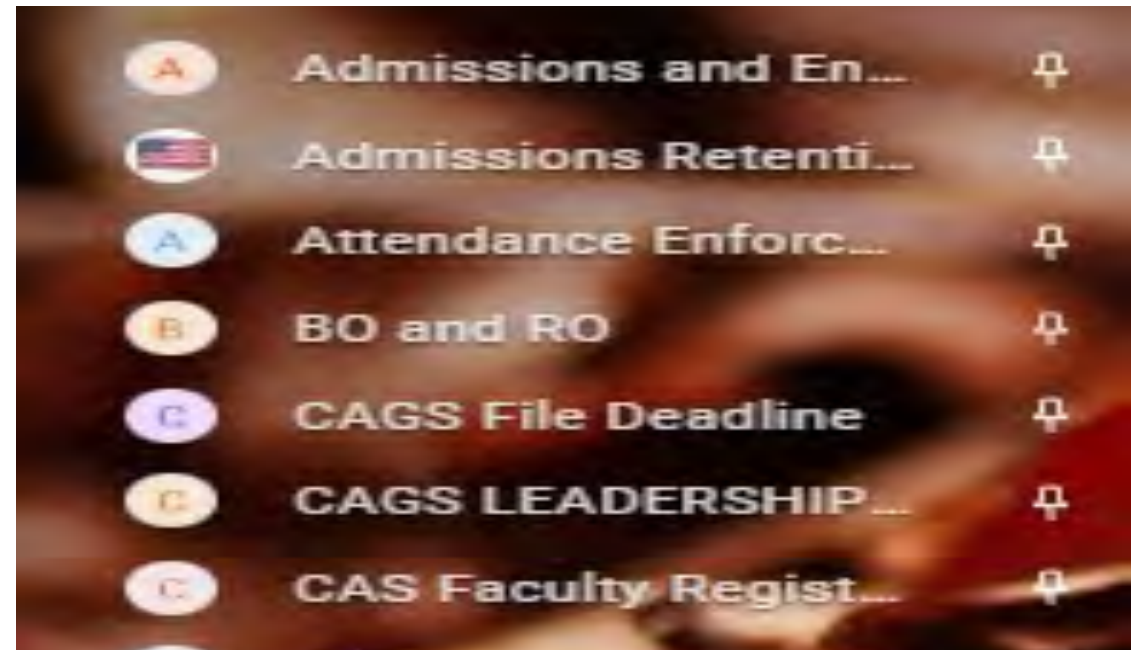 A Admissions and En...
Admissions Retenti...
A Attendance Enforc...
B BO and RO
C CAGS File Deadline
C CAGS LEADERSHIP...
C CAS Faculty Regist...